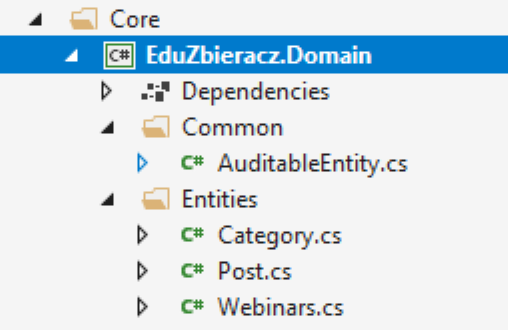 Core
C# EduZbieracz.Domain
Dependencies
Common
C# AuditableEntity.cs
Entities
C# Category.cs
C# Post.cs
C# Webinars.cs